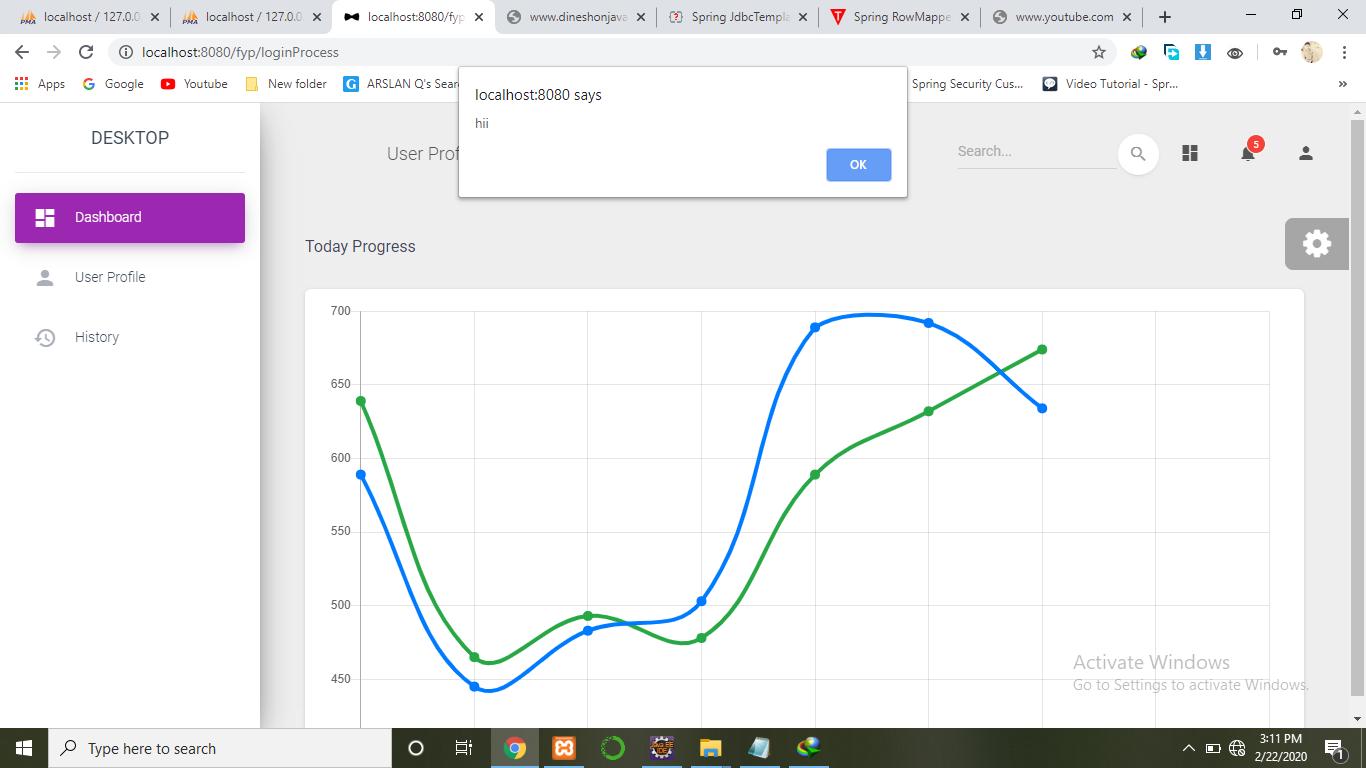 localhost / 127.0.0
localhost / 127.0.0
localhost:8080/fyp
www.dineshonjava
Spring JdbcTempla
Spring RowMappe
www.youtube.com
localhost:8080/fyp/loginProcess
Apps
Google
Youtube
New folder
ARSLAN Q's Sear
Spring Security Cus...
Video Tutorial - Spr...
»
localhost:8080 says
hii
OK
DESKTOP
User Prof
Search...
5
Dashboard
User Profile
History
Today Progress
700
650
600
550
500
450
Activate Windows
Go to Settings to activate Windows.
Type here to search
3:11 PM
2/22/2020
1